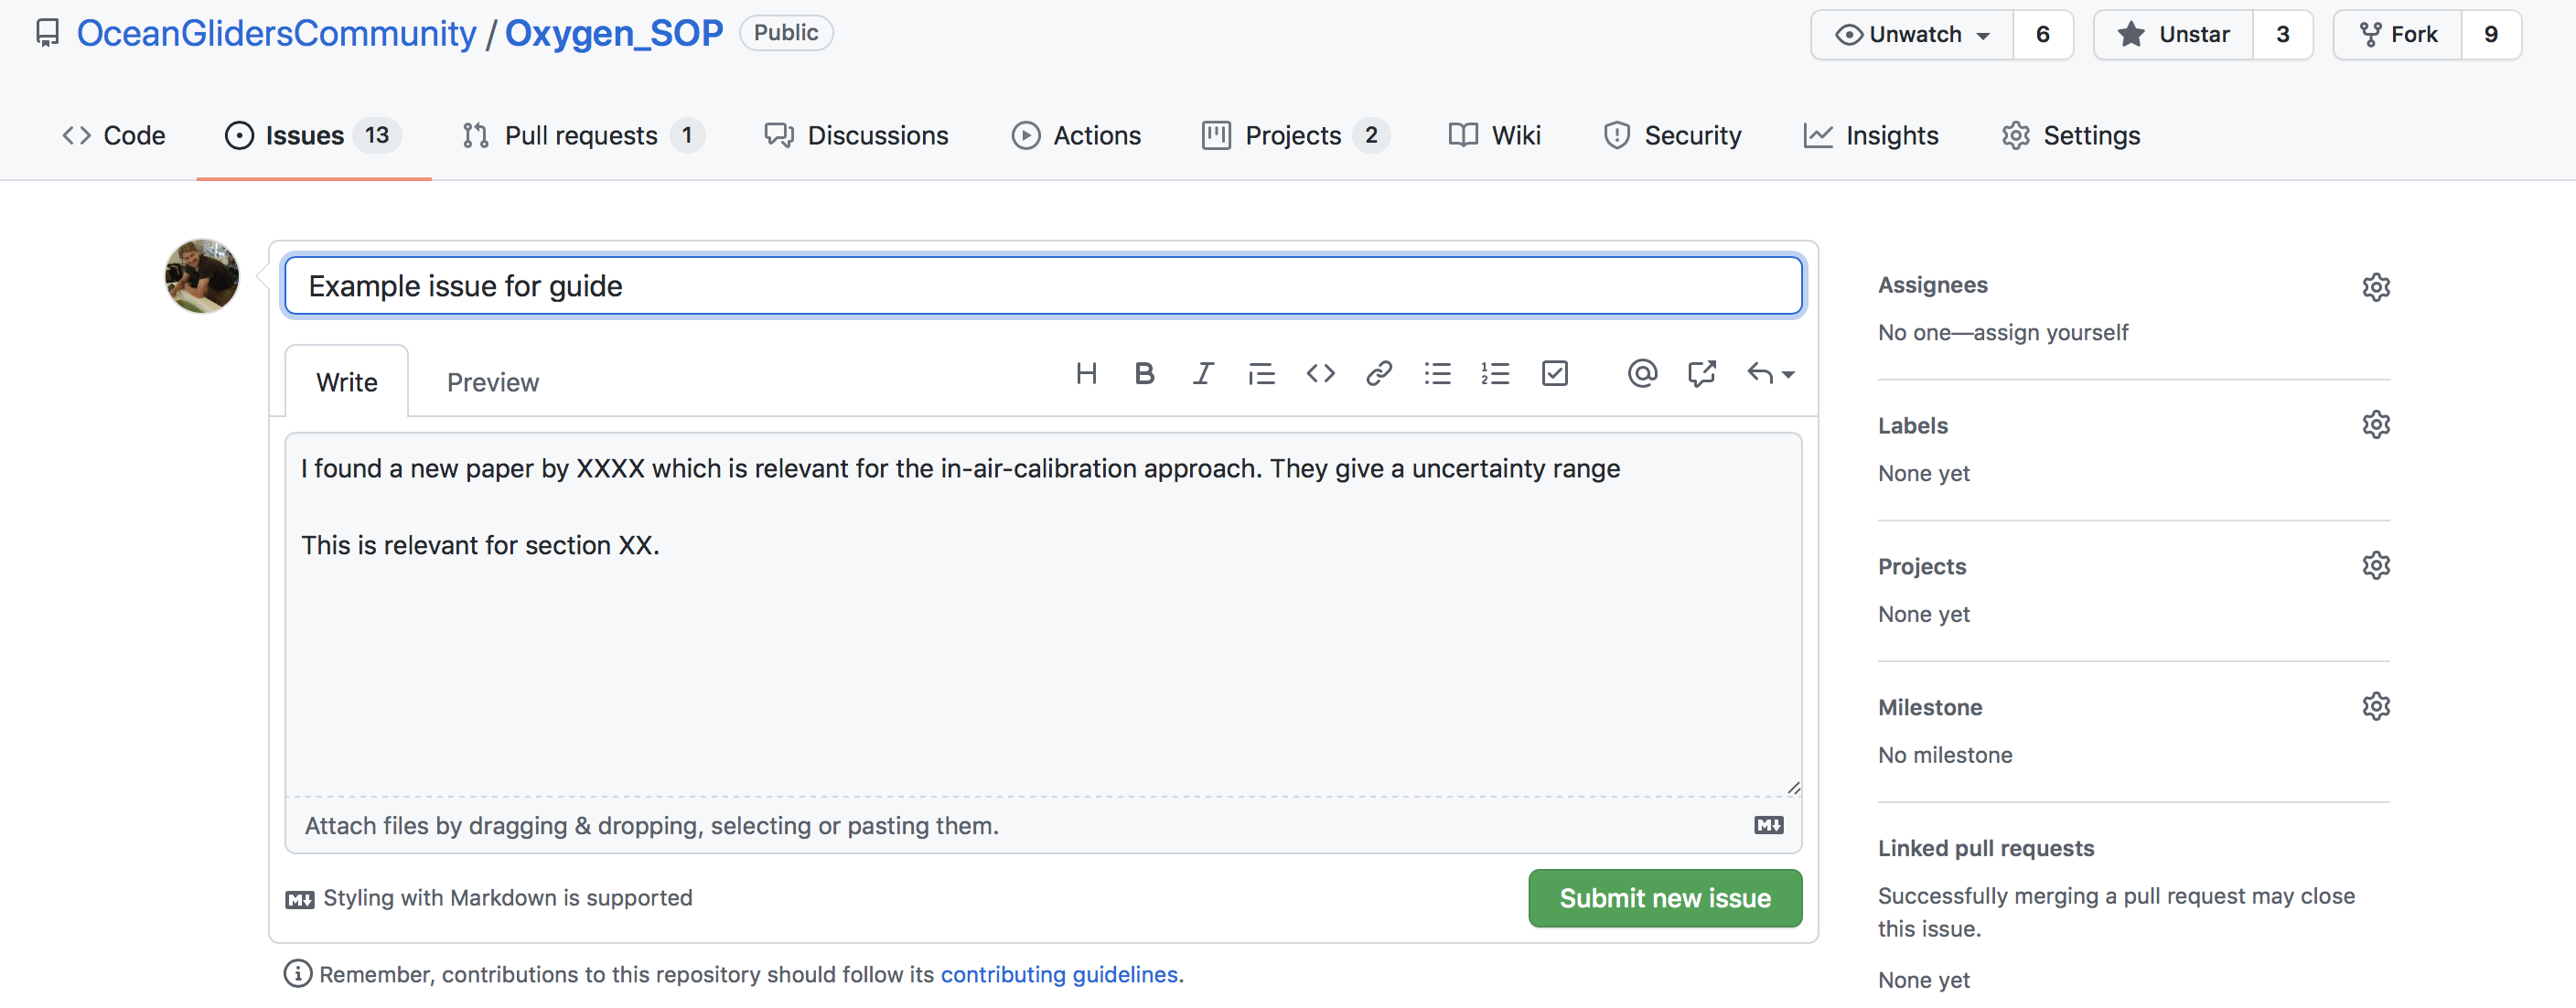 OceanGlidersCommunity / Oxygen_SOP Public Unwatch 6 Unstar 3 Fork 9
Code Issues 13 Pull requests 1 Discussions Actions Projects 2 Wiki Security Insights Settings
Example issue for guide
Write Preview
I found a new paper by XXXX which is relevant for the in-air-calibration approach. They give a uncertainty range
This is relevant for section XX.
Attach files by dragging & dropping, selecting or pasting them.
Styling with Markdown is supported
Submit new issue
Remember, contributions to this repository should follow its contributing guidelines.
Assignees
No one—assign yourself
Labels
None yet
Projects
None yet
Milestone
No milestone
Linked pull requests
Successfully merging a pull request may close
this issue.
None yet